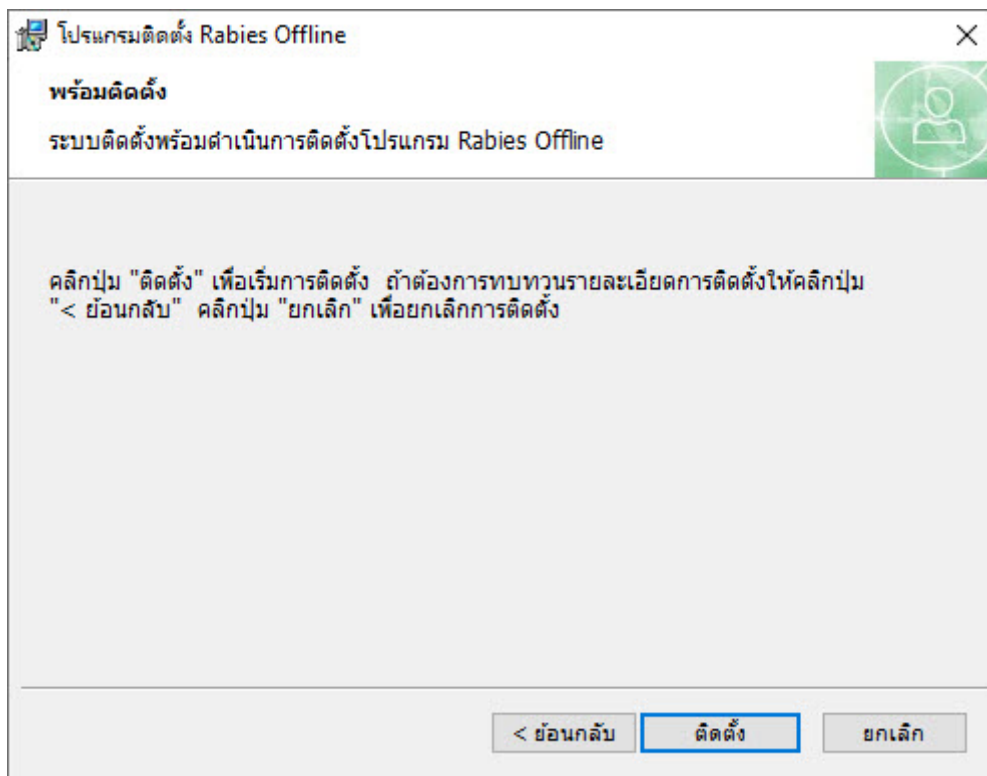 โปรแกรมติดตั้ง Rabies Offline
พร้อมติดตั้ง
ระบบติดตั้งพร้อมดำเนินการติดตั้งโปรแกรม Rabies Offline
คลิกปุ่ม "ติดตั้ง" เพื่อเริ่มการติดตั้ง ถ้าต้องการทบทวนรายละเอียดการติดตั้งให้คลิกปุ่ม
"< ย้อนกลับ" คลิกปุ่ม "ยกเลิก" เพื่อยกเลิกการติดตั้ง
< ย้อนกลับ ติดตั้ง ยกเลิก